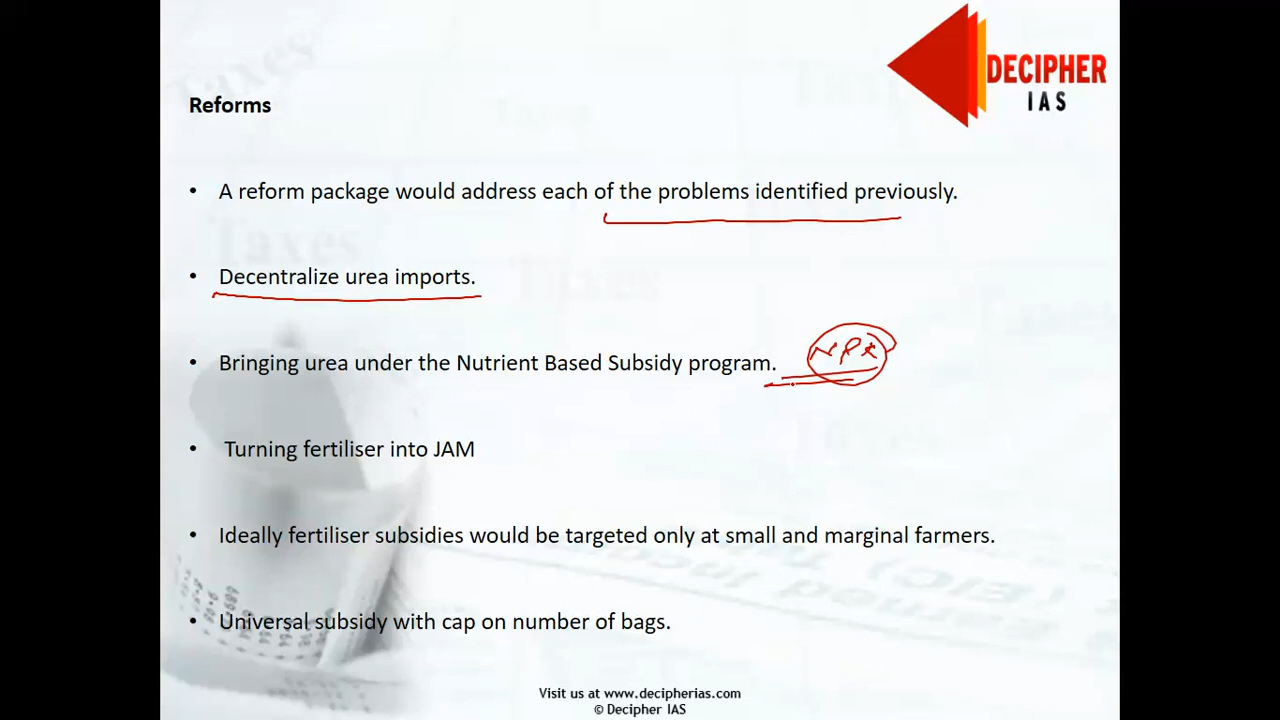 DECIPHER
IAS
Reforms
• A reform package would address each of the problems identified previously.
• Decentralize urea imports.
• Bringing urea under the Nutrient Based Subsidy program. NPK
• Turning fertiliser into JAM
• Ideally fertiliser subsidies would be targeted only at small and marginal farmers.
• Universal subsidy with cap on number of bags.
Visit us at www.decipherias.com
© Decipher IAS
Taxes
Taxes
Taxes